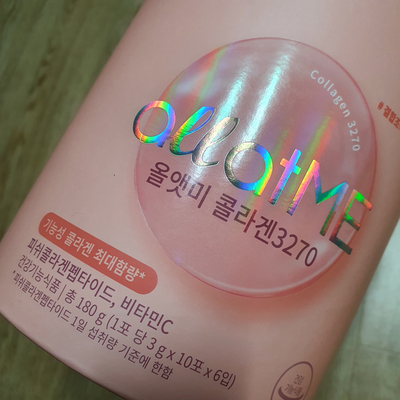 Collagen 3270
allatME
올앳미 콜라겐3270
기능성 콜라겐 최대함량*
피쉬콜라겐펩타이드, 비타민C
건강기능식품 | 총 180 g (1포 당 3 g x 10포 x 6입)
*피쉬콜라겐펩타이드 1일 섭취량 기준에 한함